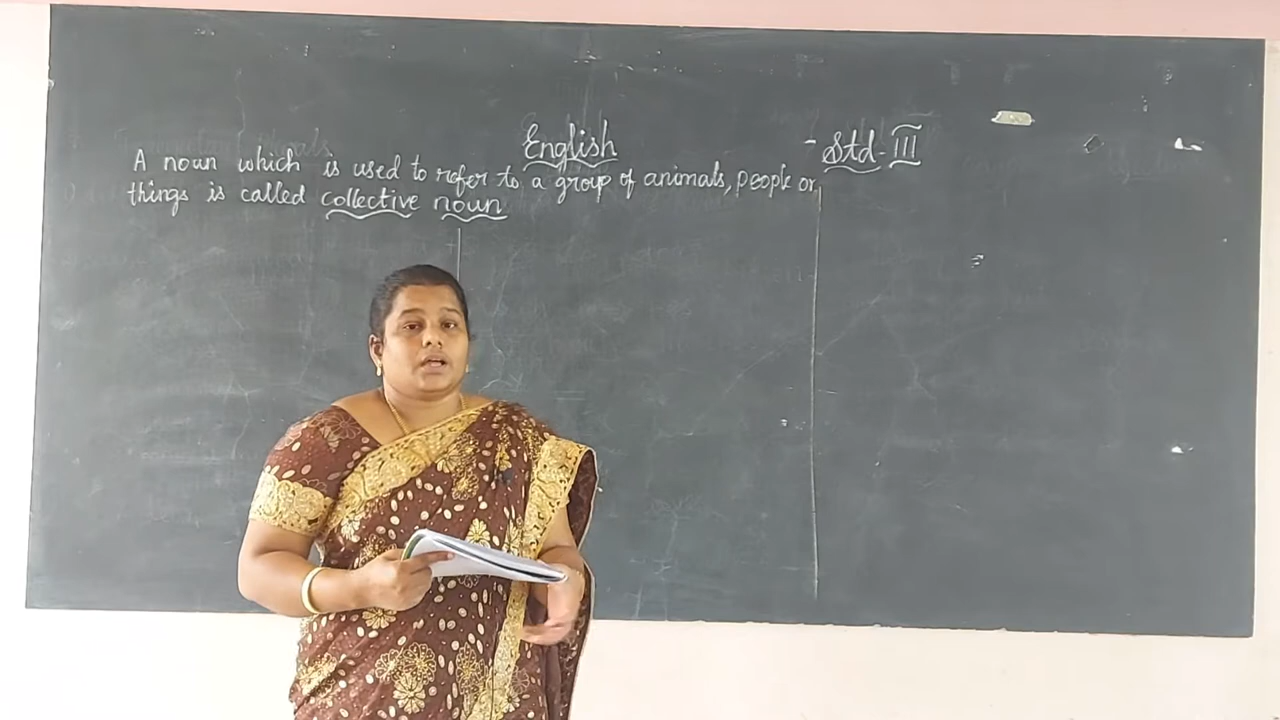 English - Std - III
A noun which is used to refer to a group of animals, people or
things is called collective noun